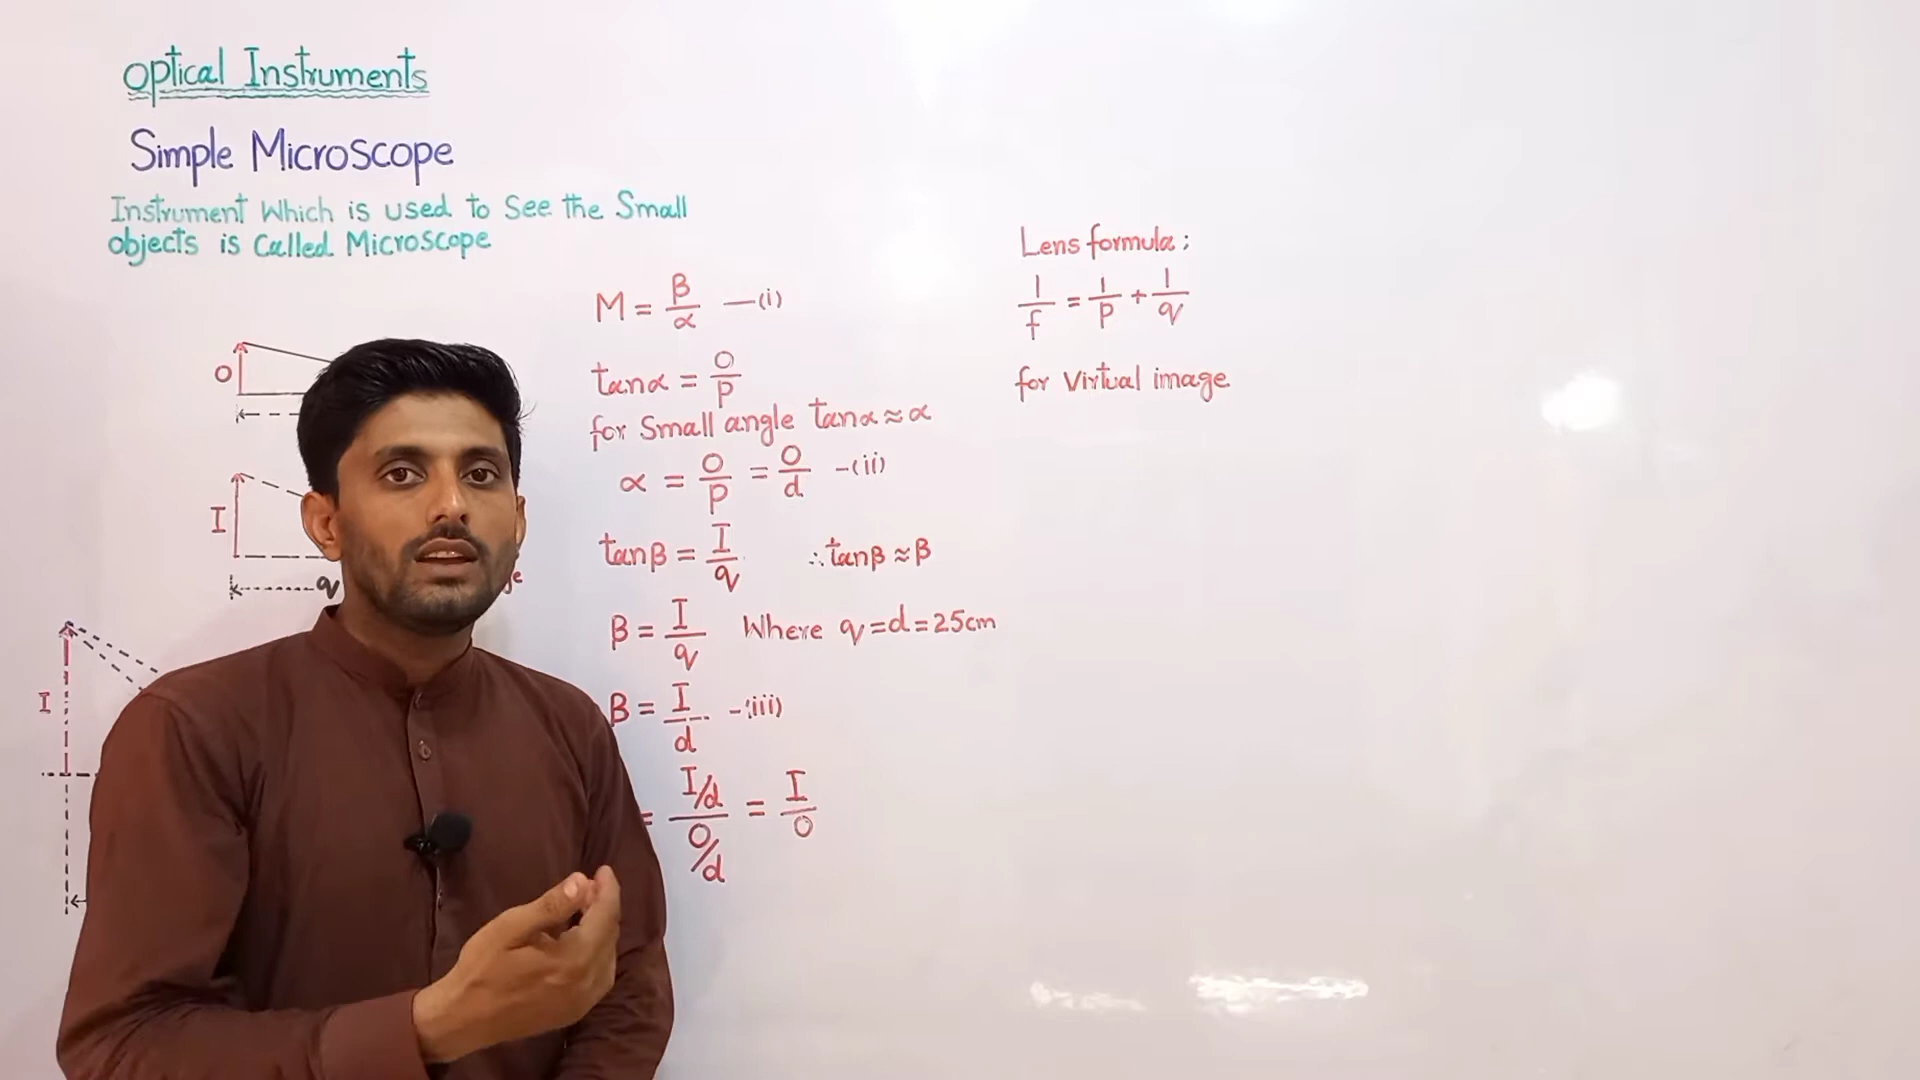 Optical Instruments
Simple Microscope
Instrument Which is used to See the Small
objects is Called Microscope
O
I
q
I
M = β/α —(i)
tanα = O/P
for Small angle tanα ≈ α
α = O/P = O/d -(ii)
tanβ = I/q ∴ tanβ ≈ β
β = I/q Where q = d = 25cm
β = I/d -(iii)
= I/d / O/d = I/O
Lens formula:
1/f = 1/P + 1/q
for Virtual image